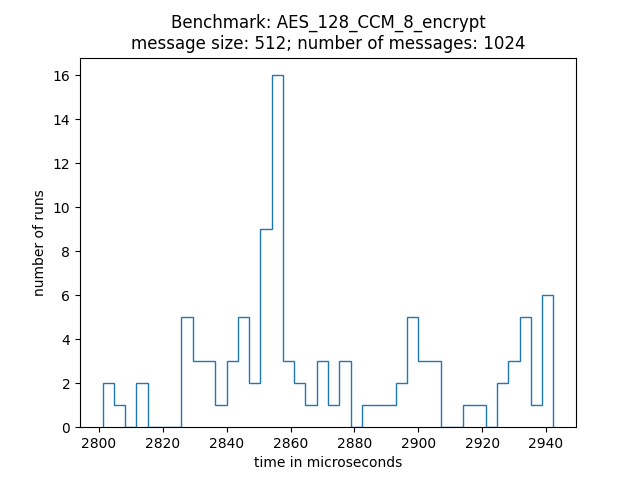 Benchmark: AES_128_CCM_8_encrypt
message size: 512; number of messages: 1024
number of runs
16
14
12
10
8
6
4
2
0
2800 2820 2840 2860 2880 2900 2920 2940
time in microseconds